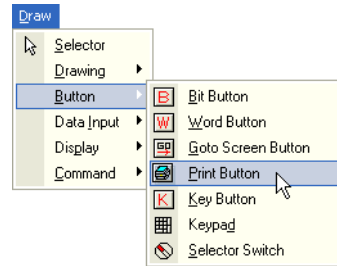 Draw
Selector
Drawing
Button
Data Input
Display
Command
Bit Button
Word Button
Goto Screen Button
Print Button
Key Button
Keypad
Selector Switch